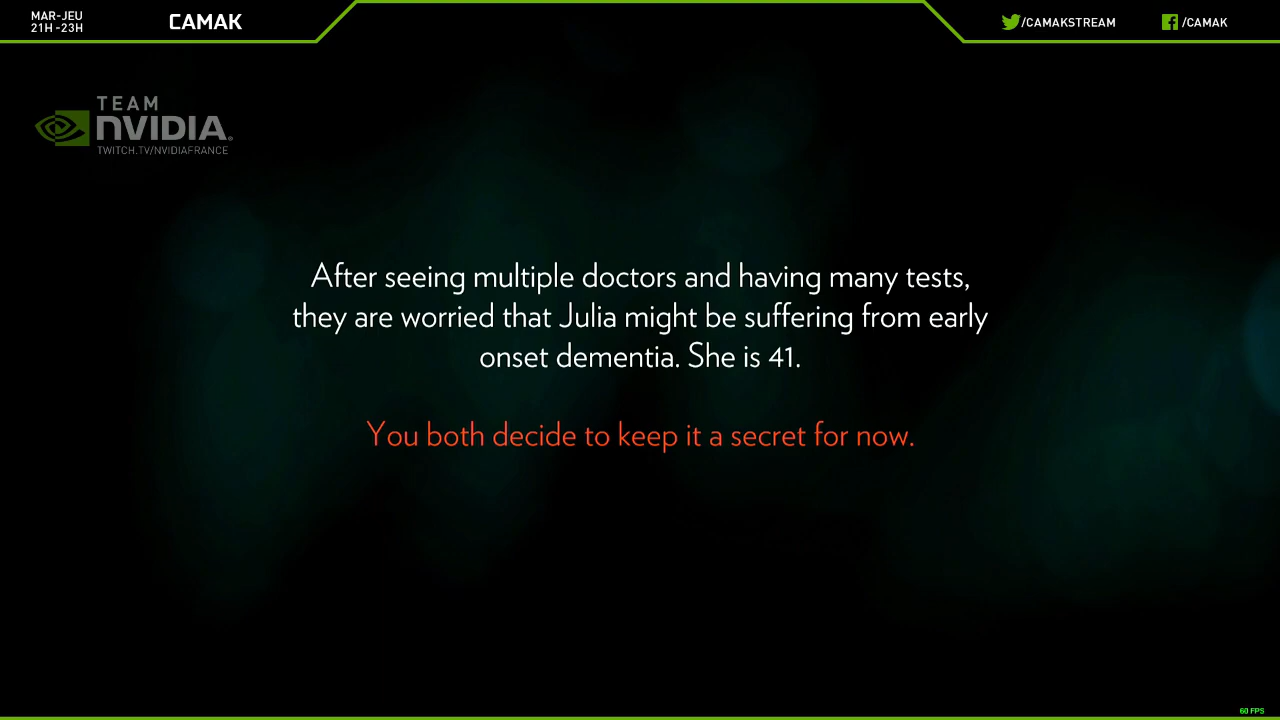 MAR-JEU
21H -23H
CAMAK
/CAMAKSTREAM
/CAMAK
TEAM
NVIDIA.
TWITCH.TV/NVIDIAFRANCE
After seeing multiple doctors and having many tests,
they are worried that Julia might be suffering from early
onset dementia. She is 41.
You both decide to keep it a secret for now.
60 FPS